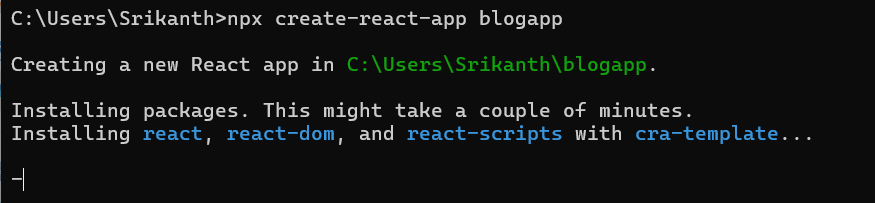 C:\Users\Srikanth>npx create-react-app blogapp
Creating a new React app in C:\Users\Srikanth\blogapp.
Installing packages. This might take a couple of minutes.
Installing react, react-dom, and react-scripts with cra-template...
-